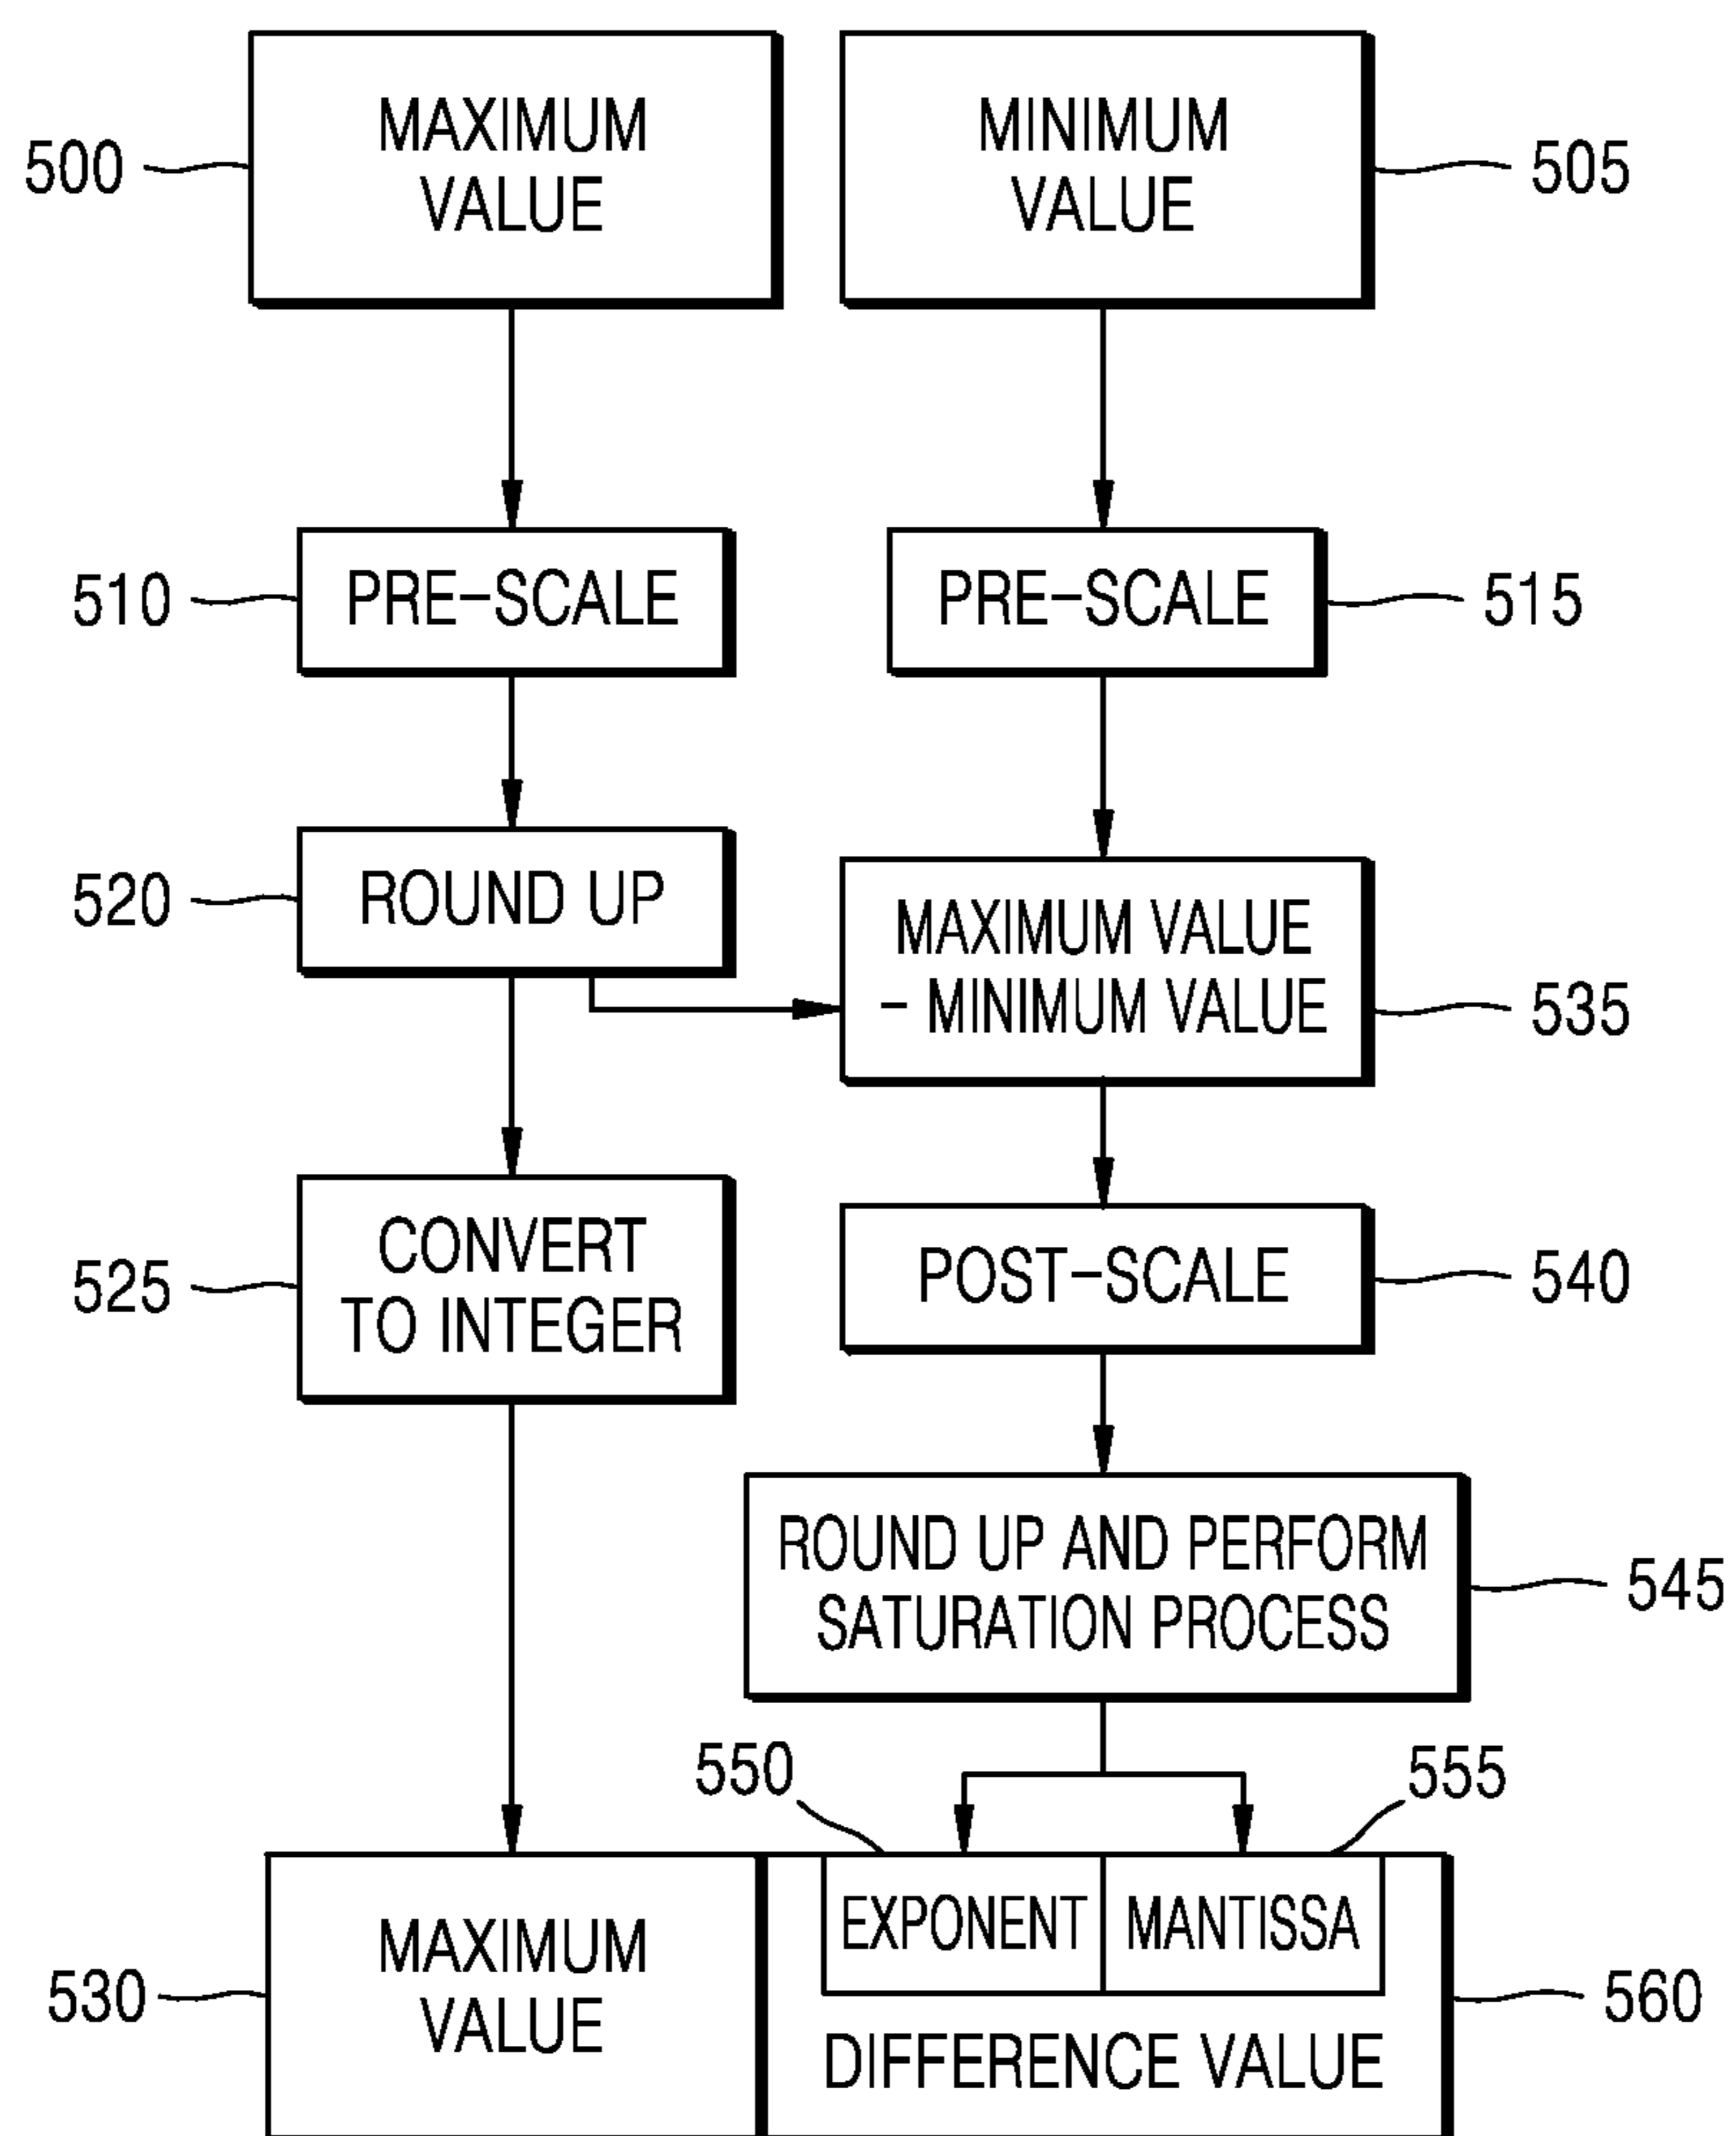 500
MAXIMUM
VALUE
MINIMUM
VALUE
505
510
PRE-SCALE
PRE-SCALE
515
520
ROUND UP
MAXIMUM VALUE
- MINIMUM VALUE
535
525
CONVERT
TO INTEGER
POST-SCALE
540
ROUND UP AND PERFORM
SATURATION PROCESS
545
550
555
530
MAXIMUM
VALUE
EXPONENT
MANTISSA
DIFFERENCE VALUE
560